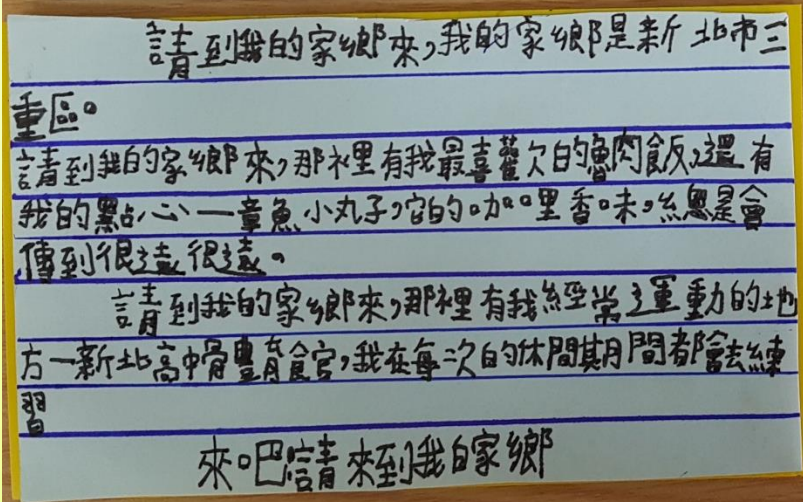 請到我的家鄉來，我的家鄉是新北市三
重區。
請到我的家鄉來，那裡有我最喜歡欠的魯肉飯，還有
我的點心一章魚小丸子，它的咖哩香味，總是會
傳到很遠很遠。
請到我的家鄉來，那裡有我經常運動的地
方一新北高中體育館，我在每次的休閒期間都會去練
習
來吧請來到我的家鄉